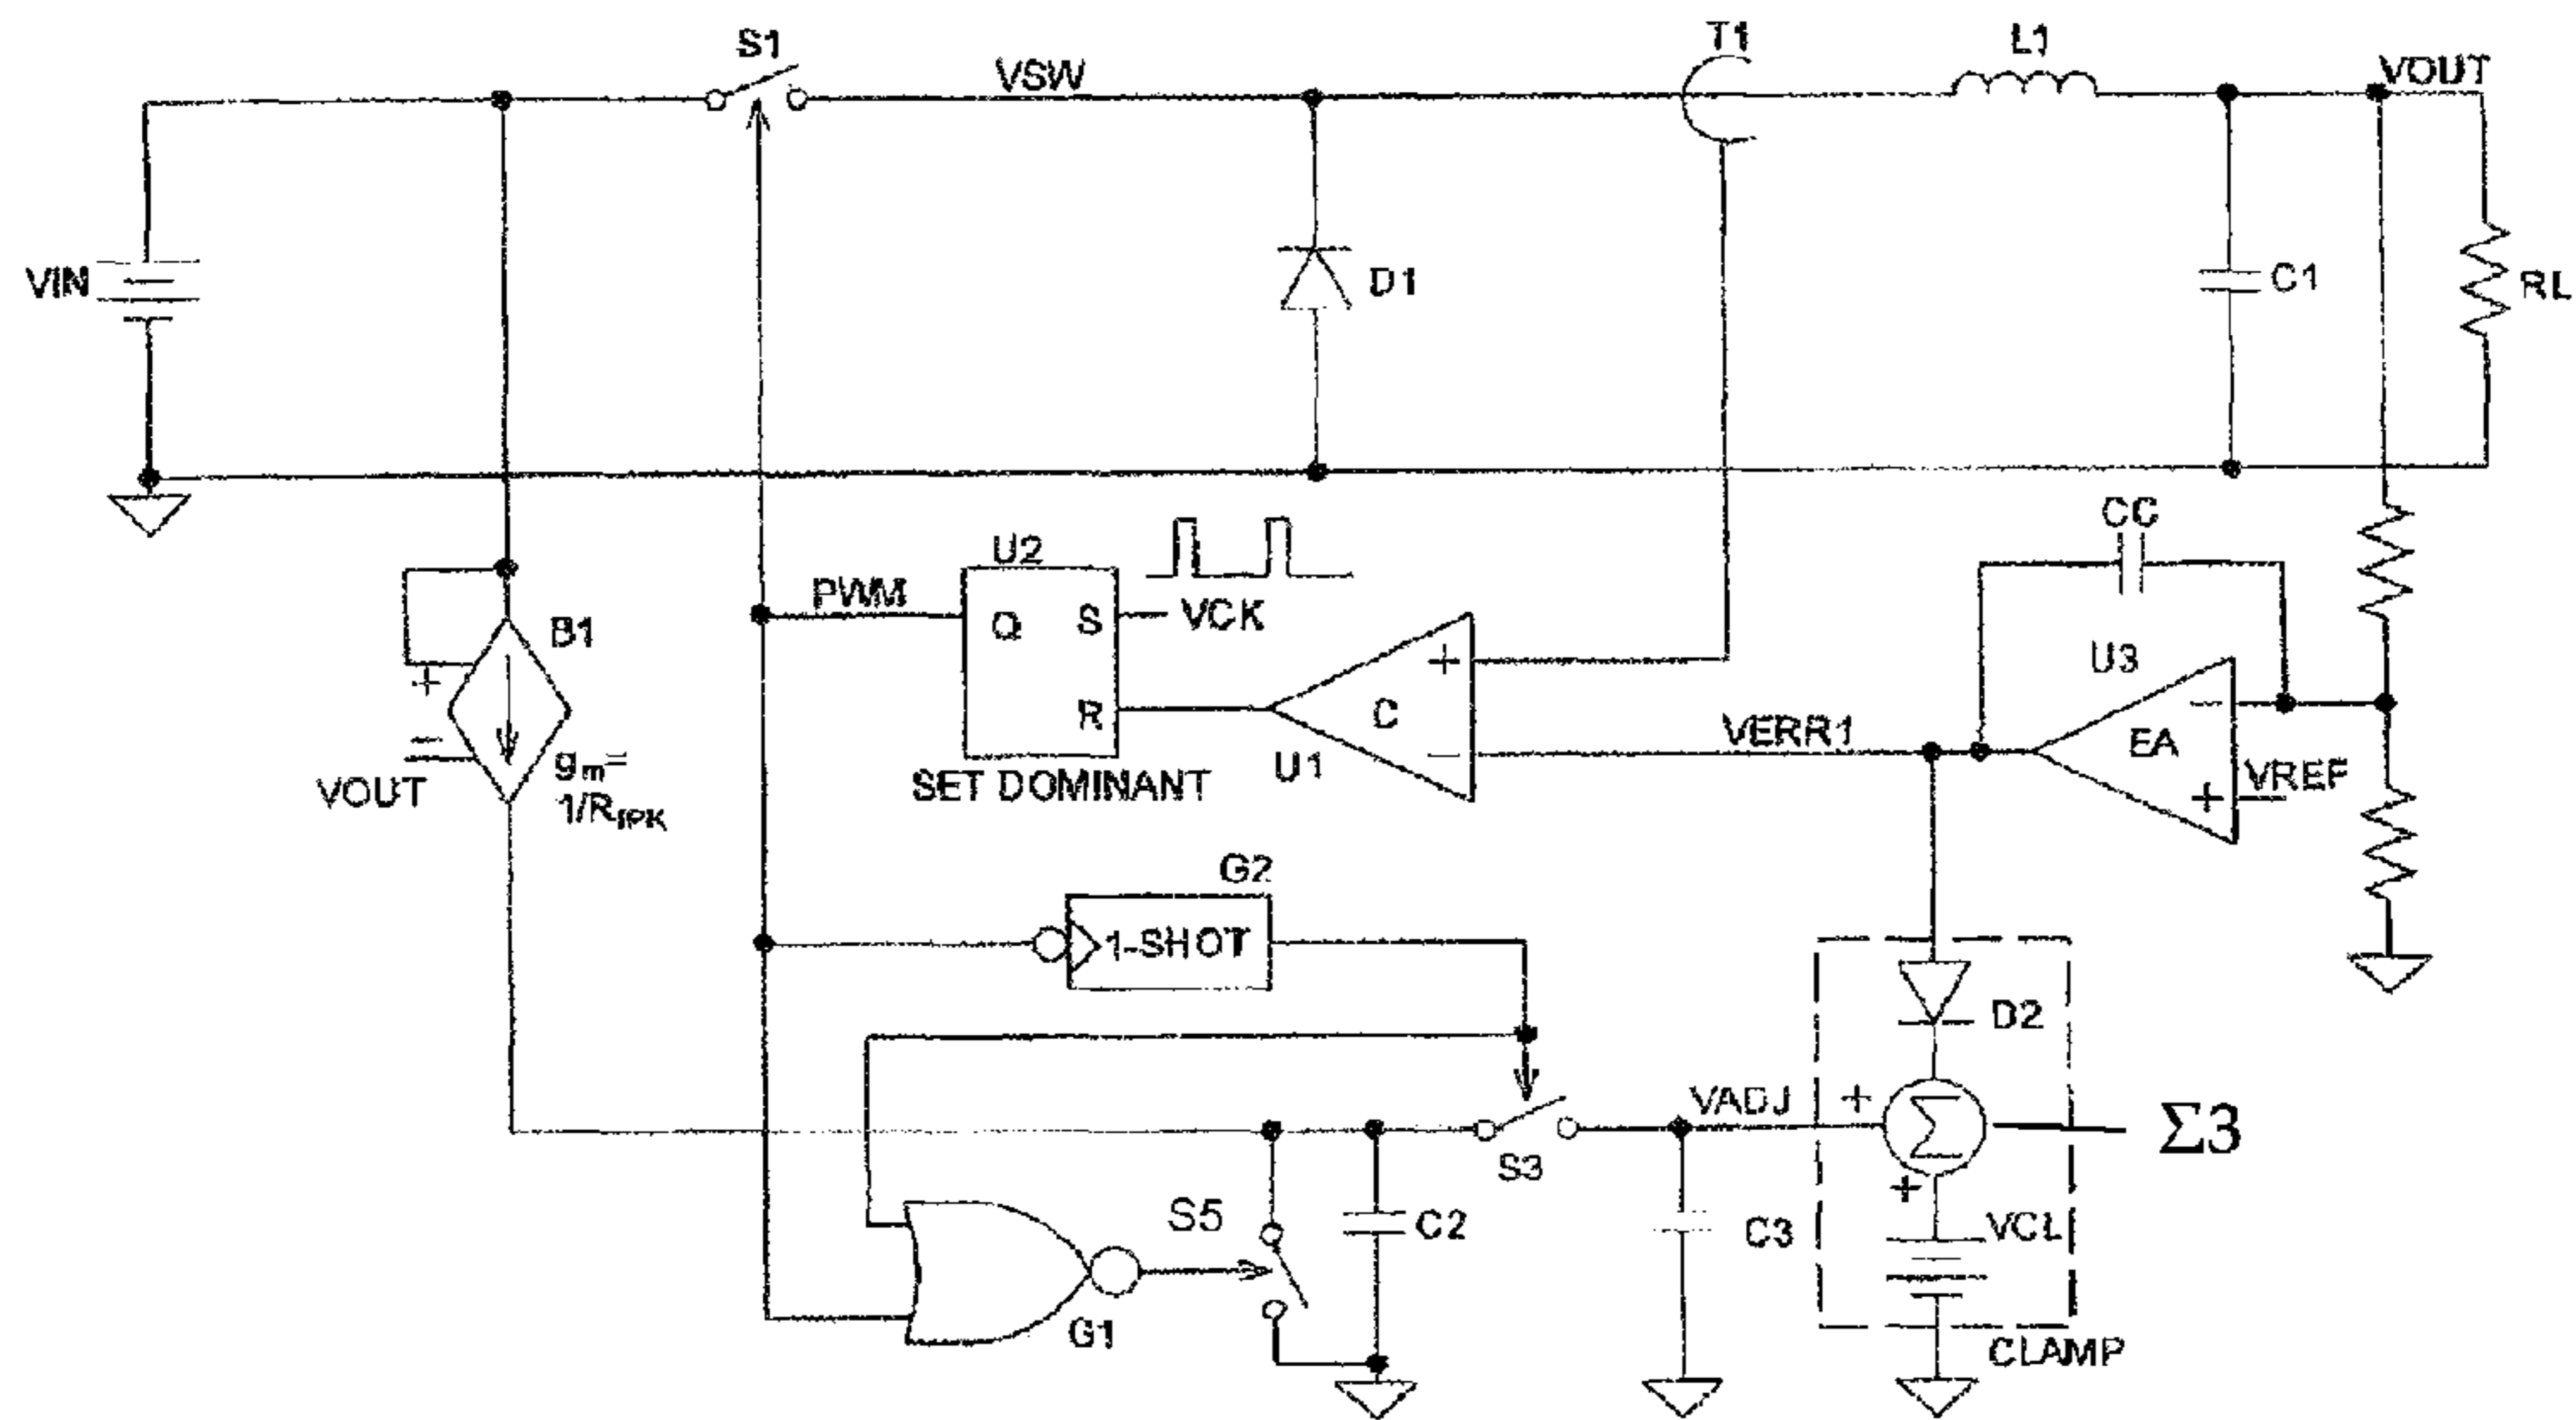 S1
VSW
T1
L1
VOUT
VIN
D1
C1
RL
U2
PWM
Q
S
VCK
R
SET DOMINANT
B1
+
−
VOUT
gm=
1/RIPK
C
+
−
U1
VERR1
CC
U3
EA
−
+
VREF
G2
1-SHOT
D2
VADJ
+
Σ
Σ3
+
S3
S5
C2
C3
VCL
G1
CLAMP